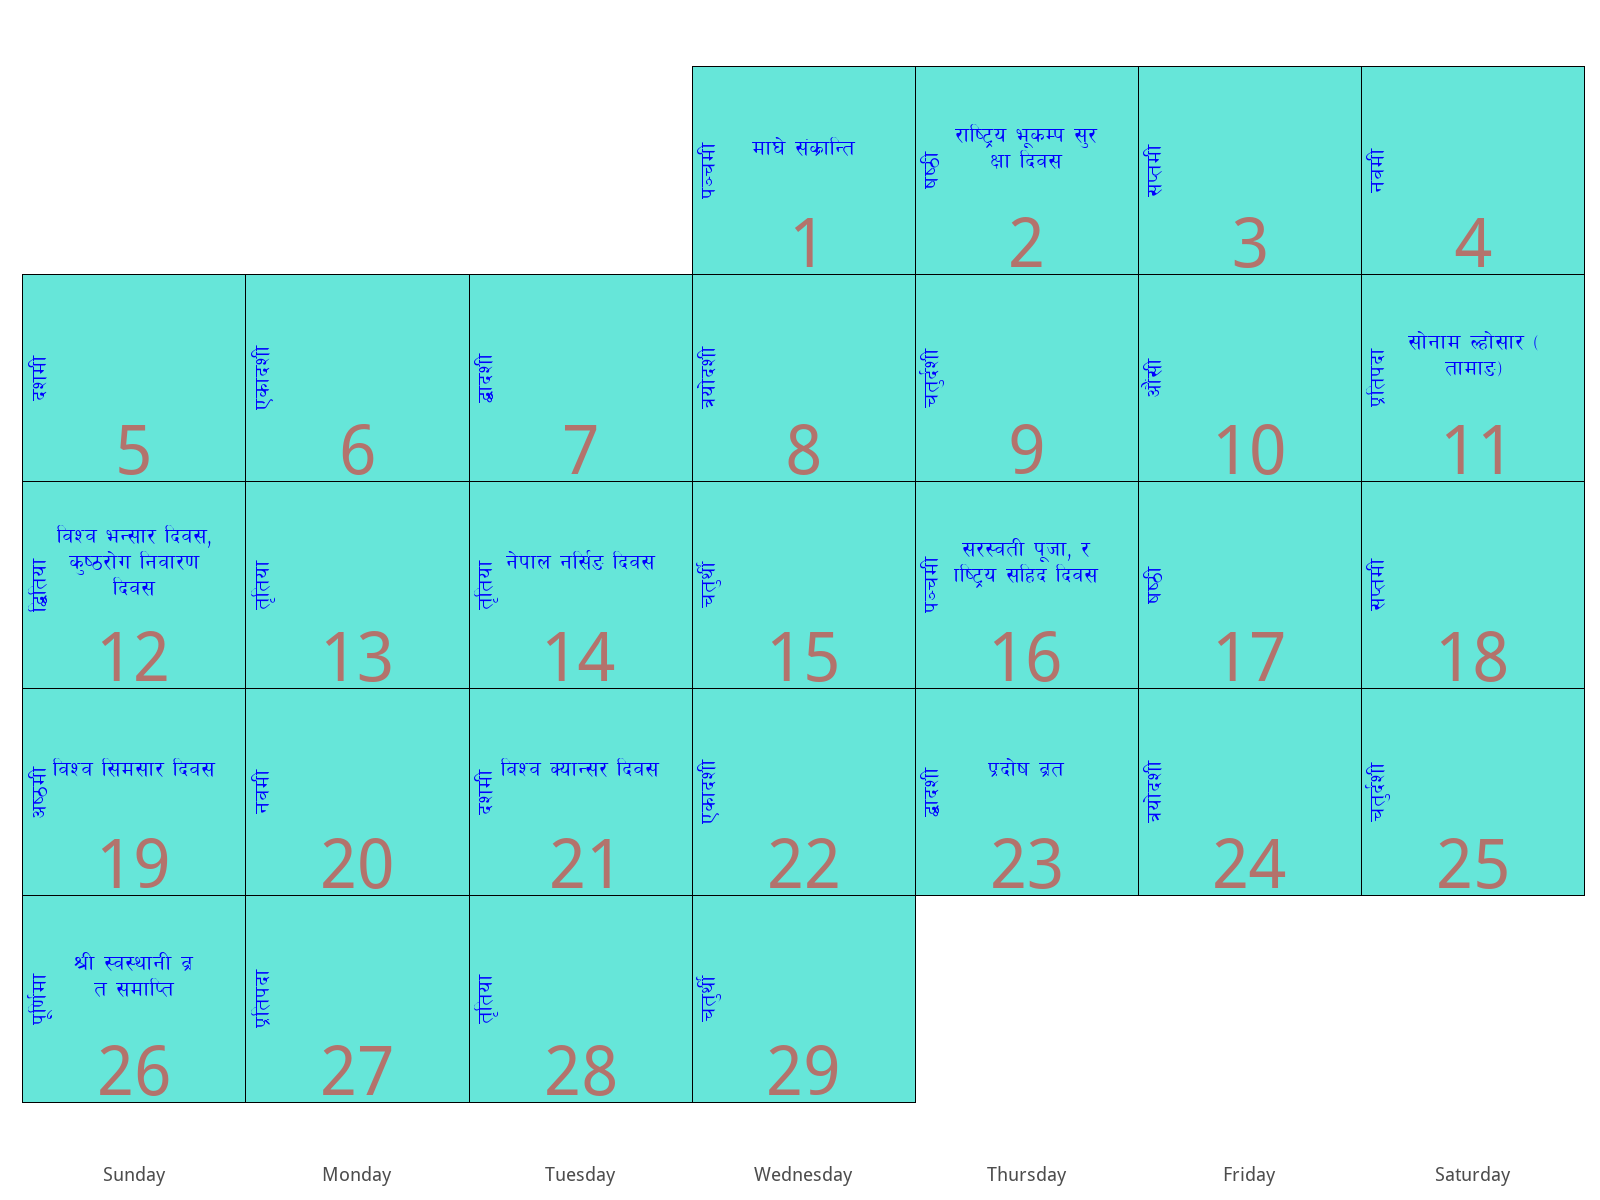 पञ्चमी
माघे संक्रान्ति
1
षष्ठी
राष्ट्रिय भूकम्प सुर
क्षा दिवस
2
सप्तमी
3
नवमी
4
दशमी
5
एकादशी
6
द्वादशी
7
त्रयोदशी
8
चतुर्दशी
9
औंसी
10
प्रतिपदा
सोनाम ल्होसार (
तामाङ)
11
द्वितिया
विश्व भन्सार दिवस,
कुष्ठरोग निवारण
दिवस
12
तृतिया
13
तृतिया
नेपाल नर्सिङ दिवस
14
चतुर्थी
15
पञ्चमी
सरस्वती पूजा, र
ाष्ट्रिय सहिद दिवस
16
षष्ठी
17
सप्तमी
18
अष्ठमी
विश्व सिमसार दिवस
19
नवमी
20
दशमी
विश्व क्यान्सर दिवस
21
एकादशी
22
द्वादशी
प्रदोष व्रत
23
त्रयोदशी
24
चतुर्दशी
25
पूर्णिमा
श्री स्वस्थानी व्र
त समाप्ति
26
प्रतिपदा
27
तृतिया
28
चतुर्थी
29
Sunday Monday Tuesday Wednesday Thursday Friday Saturday